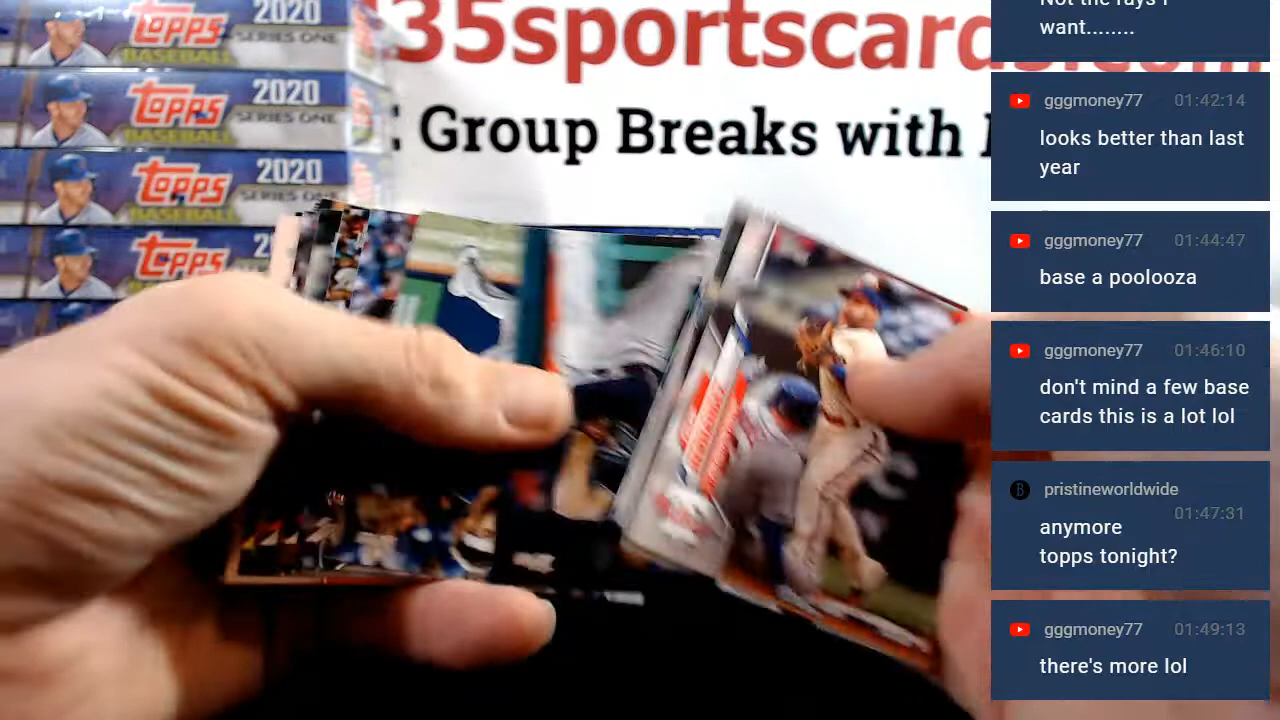 35sportscards.com
Group Breaks with
topps
2020
SERIES ONE
BASEBALL
topps
2020
SERIES ONE
BASEBALL
topps
2020
SERIES ONE
BASEBALL
topps
want........
gggmoney77 01:42:14
looks better than last
year
gggmoney77 01:44:47
base a poolooza
gggmoney77 01:46:10
don't mind a few base
cards this is a lot lol
pristineworldwide
01:47:31
anymore
topps tonight?
gggmoney77 01:49:13
there's more lol